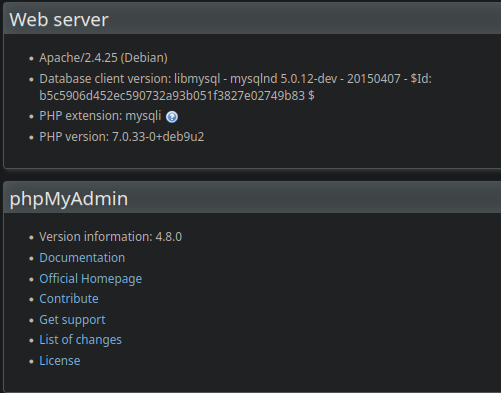 Web server
Apache/2.4.25 (Debian)
Database client version: libmysql - mysqlnd 5.0.12-dev - 20150407 - $Id:
b5c5906d452ec590732a93b051f3827e02749b83 $
PHP extension: mysqli
PHP version: 7.0.33-0+deb9u2
phpMyAdmin
Version information: 4.8.0
Documentation
Official Homepage
Contribute
Get support
List of changes
License